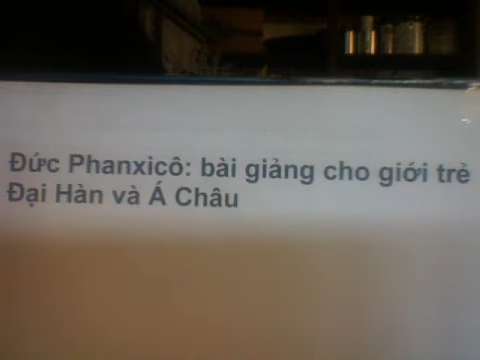 Đức Phanxicô: bài giảng cho giới trẻ
Đại Hàn và Á Châu